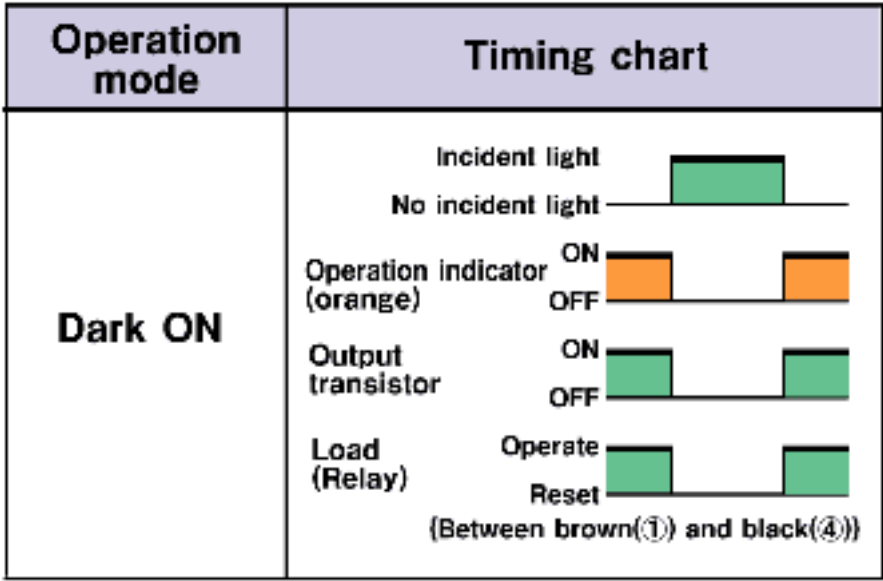 Operation
mode
Timing chart
Dark ON
Incident light
No incident light
Operation indicator
(orange)
ON
OFF
Output
transistor
ON
OFF
Load
(Relay)
Operate
Reset
{Between brown(①) and black(④)}